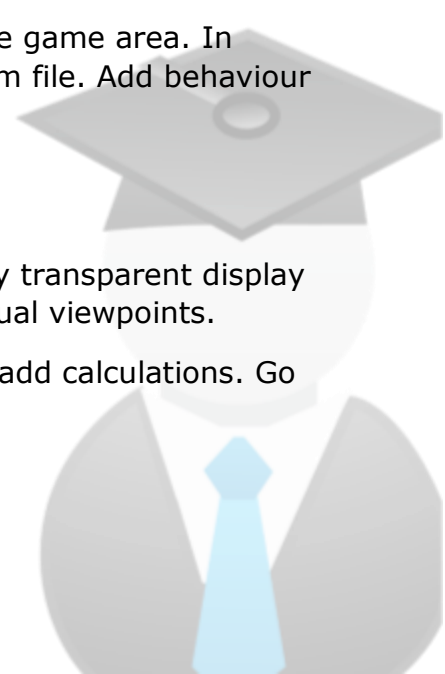 e game area. In
m file. Add behaviour
y transparent display
ual viewpoints.
add calculations. Go